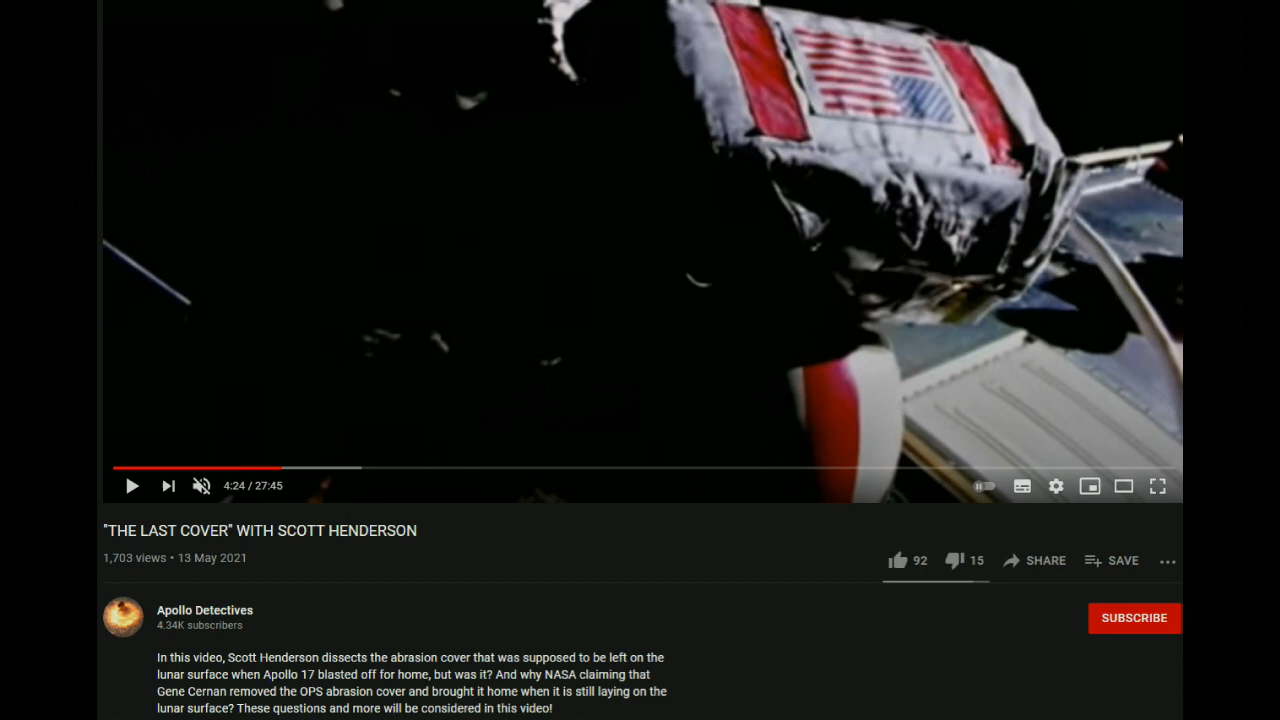 4:24 / 27:45
"THE LAST COVER" WITH SCOTT HENDERSON
1,703 views • 13 May 2021
92 15 SHARE SAVE
Apollo Detectives
4.34K subscribers
SUBSCRIBE
In this video, Scott Henderson dissects the abrasion cover that was supposed to be left on the
lunar surface when Apollo 17 blasted off for home, but was it? And why NASA claiming that
Gene Cernan removed the OPS abrasion cover and brought it home when it is still laying on the
lunar surface? These questions and more will be considered in this video!